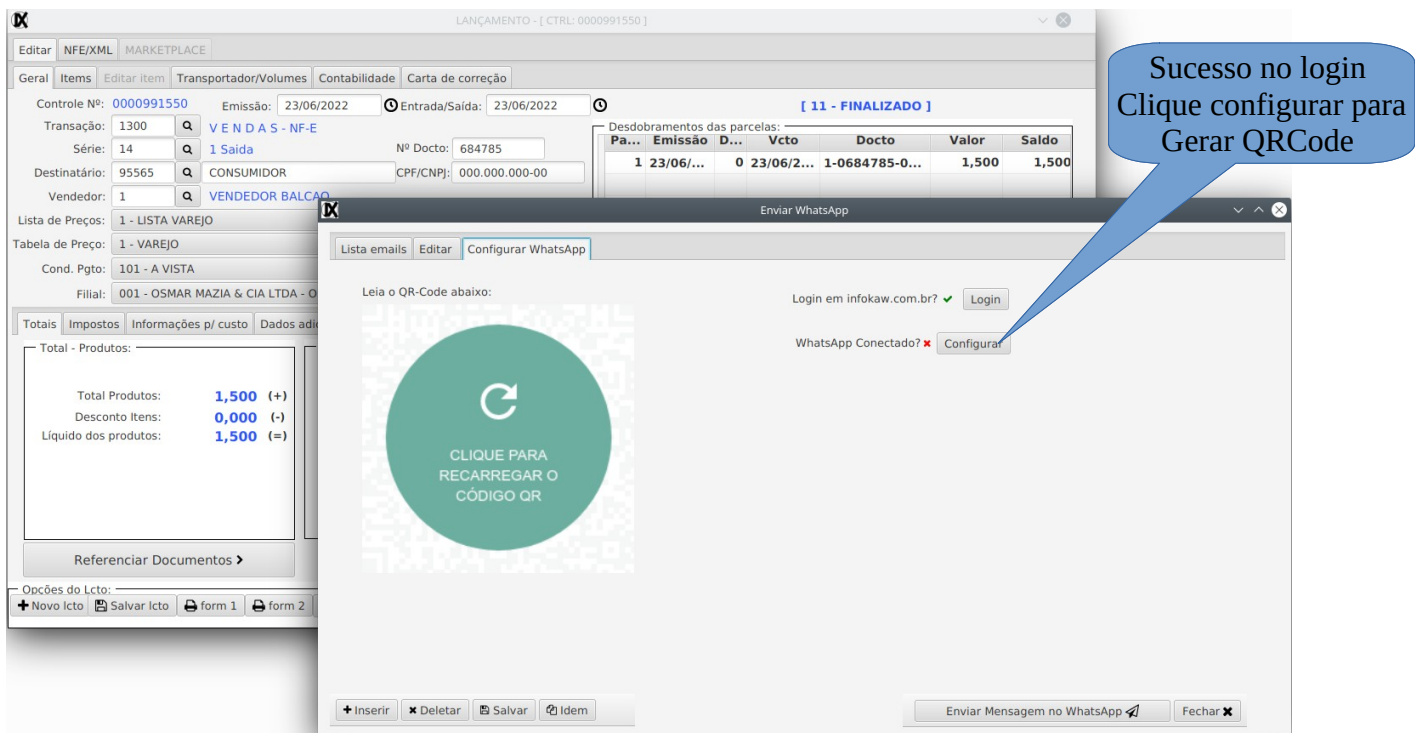 LANÇAMENTO - [ CTRL: 0000991550 ]
Editar NFE/XML MARKETPLACE
Geral Items Editar item Transportador/Volumes Contabilidade Carta de correção
Controle Nº: 0000991550 Emissão: 23/06/2022 Entrada/Saída: 23/06/2022 [ 11 - FINALIZADO ]
Transação: 1300 V E N D A S - NF-E
Série: 14 1 Saida Nº Docto: 684785
Destinatário: 95565 CONSUMIDOR CPF/CNPJ: 000.000.000-00
Vendedor: 1 VENDEDOR BALCAO
Lista de Preços: 1 - LISTA VAREJO
Tabela de Preço: 1 - VAREJO
Cond. Pgto: 101 - A VISTA
Filial: 001 - OSMAR MAZIA & CIA LTDA - O
Desdobramentos das parcelas:
Pa... Emissão D... Vcto Docto Valor Saldo
1 23/06/... 0 23/06/2... 1-0684785-0... 1,500 1,500
Totais Impostos Informações p/ custo Dados adi
Total - Produtos:
Total Produtos: 1,500 (+)
Desconto Itens: 0,000 (-)
Líquido dos produtos: 1,500 (=)
Referenciar Documentos
Opções do Lcto:
Novo lcto Salvar lcto form 1 form 2
Enviar WhatsApp
Lista emails Editar Configurar WhatsApp
Leia o QR-Code abaixo:
CLIQUE PARA
RECARREGAR O
CÓDIGO QR
Login em infokaw.com.br? Login
WhatsApp Conectado? Configurar
Inserir Deletar Salvar Idem
Enviar Mensagem no WhatsApp Fechar
Sucesso no login
Clique configurar para
Gerar QRCode